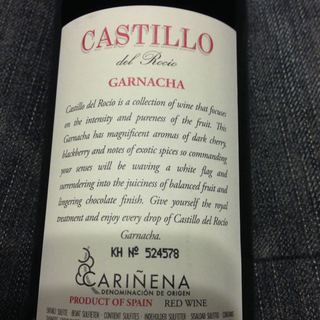 CASTILLO
del Rocío
GARNACHA
Castillo del Rocío is a collection of wine that focuses
on the intensity and pureness of the fruit. This
Garnacha has magnificent aromas of dark cherry,
blackberry and notes of exotic spices so commanding
your senses will be waving a white flag and
surrendering into the juiciness of balanced fruit and
lingering chocolate finish. Give yourself the royal
treatment and enjoy every drop of Castillo del Rocío
Garnacha.
KH Nº 524578
CARIÑENA
DENOMINACIÓN DE ORIGEN
PRODUCT OF SPAIN RED WINE
CONTAINT SULFITES